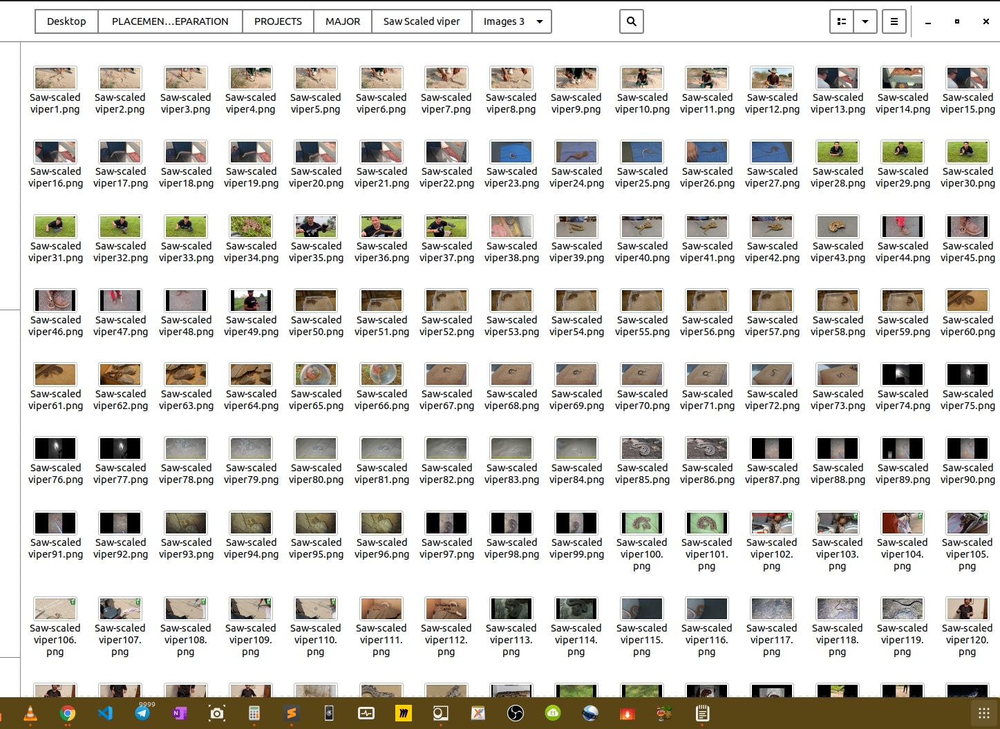 Desktop PLACEMEN...EPARATION PROJECTS MAJOR Saw Scaled viper Images 3
Saw-scaled Saw-scaled Saw-scaled Saw-scaled Saw-scaled Saw-scaled Saw-scaled Saw-scaled Saw-scaled Saw-scaled Saw-scaled Saw-scaled Saw-scaled Saw-scaled Saw-scaled
viper1.png viper2.png viper3.png viper4.png viper5.png viper6.png viper7.png viper8.png viper9.png viper10.png viper11.png viper12.png viper13.png viper14.png viper15.png
Saw-scaled Saw-scaled Saw-scaled Saw-scaled Saw-scaled Saw-scaled Saw-scaled Saw-scaled Saw-scaled Saw-scaled Saw-scaled Saw-scaled Saw-scaled Saw-scaled Saw-scaled
viper16.png viper17.png viper18.png viper19.png viper20.png viper21.png viper22.png viper23.png viper24.png viper25.png viper26.png viper27.png viper28.png viper29.png viper30.png
Saw-scaled Saw-scaled Saw-scaled Saw-scaled Saw-scaled Saw-scaled Saw-scaled Saw-scaled Saw-scaled Saw-scaled Saw-scaled Saw-scaled Saw-scaled Saw-scaled Saw-scaled
viper31.png viper32.png viper33.png viper34.png viper35.png viper36.png viper37.png viper38.png viper39.png viper40.png viper41.png viper42.png viper43.png viper44.png viper45.png
Saw-scaled Saw-scaled Saw-scaled Saw-scaled Saw-scaled Saw-scaled Saw-scaled Saw-scaled Saw-scaled Saw-scaled Saw-scaled Saw-scaled Saw-scaled Saw-scaled Saw-scaled
viper46.png viper47.png viper48.png viper49.png viper50.png viper51.png viper52.png viper53.png viper54.png viper55.png viper56.png viper57.png viper58.png viper59.png viper60.png
Saw-scaled Saw-scaled Saw-scaled Saw-scaled Saw-scaled Saw-scaled Saw-scaled Saw-scaled Saw-scaled Saw-scaled Saw-scaled Saw-scaled Saw-scaled Saw-scaled Saw-scaled
viper61.png viper62.png viper63.png viper64.png viper65.png viper66.png viper67.png viper68.png viper69.png viper70.png viper71.png viper72.png viper73.png viper74.png viper75.png
Saw-scaled Saw-scaled Saw-scaled Saw-scaled Saw-scaled Saw-scaled Saw-scaled Saw-scaled Saw-scaled Saw-scaled Saw-scaled Saw-scaled Saw-scaled Saw-scaled Saw-scaled
viper76.png viper77.png viper78.png viper79.png viper80.png viper81.png viper82.png viper83.png viper84.png viper85.png viper86.png viper87.png viper88.png viper89.png viper90.png
Saw-scaled Saw-scaled Saw-scaled Saw-scaled Saw-scaled Saw-scaled Saw-scaled Saw-scaled Saw-scaled Saw-scaled Saw-scaled Saw-scaled Saw-scaled Saw-scaled Saw-scaled
viper91.png viper92.png viper93.png viper94.png viper95.png viper96.png viper97.png viper98.png viper99.png viper100. viper101. viper102. viper103. viper104. viper105.
png png png png png png
Saw-scaled Saw-scaled Saw-scaled Saw-scaled Saw-scaled Saw-scaled Saw-scaled Saw-scaled Saw-scaled Saw-scaled Saw-scaled Saw-scaled Saw-scaled Saw-scaled Saw-scaled
viper106. viper107. viper108. viper109. viper110. viper111. viper112. viper113. viper114. viper115. viper116. viper117. viper118. viper119. viper120.
png png png png png png png png png png png png png png png
9999
N